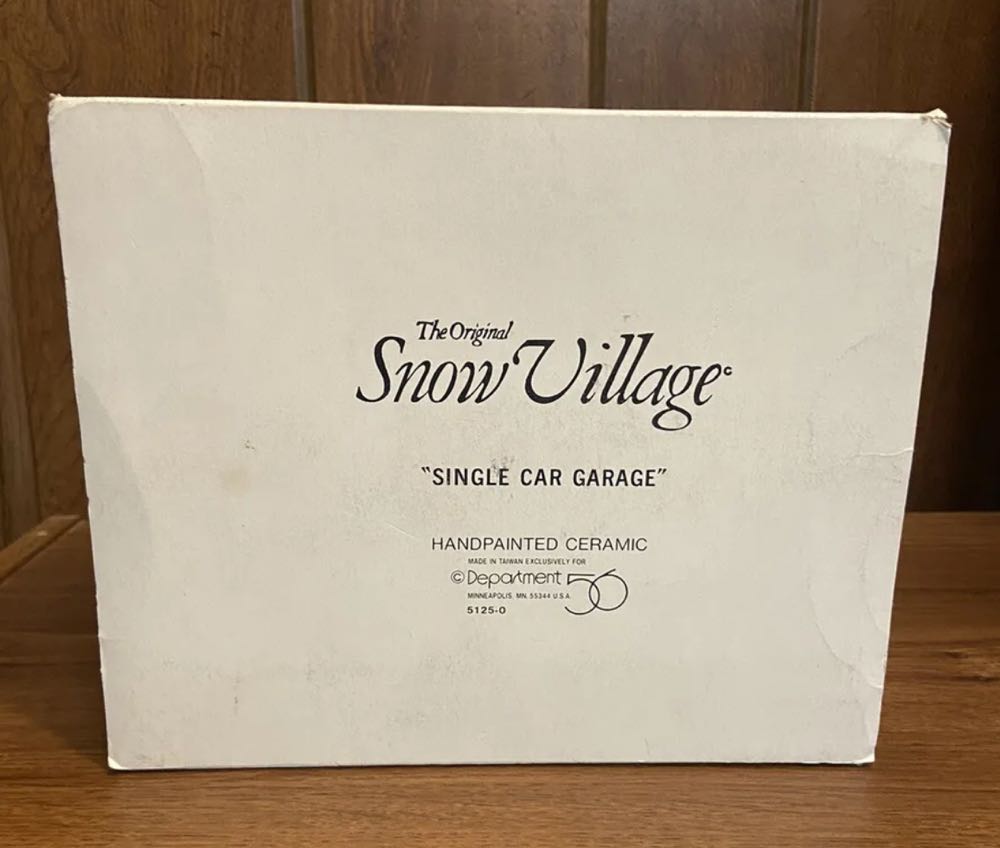 The Original
Snow Village©
"SINGLE CAR GARAGE"
HANDPAINTED CERAMIC
MADE IN TAIWAN EXCLUSIVELY FOR
© Department 56
MINNEAPOLIS, MN. 55344 U.S.A.
5125-0